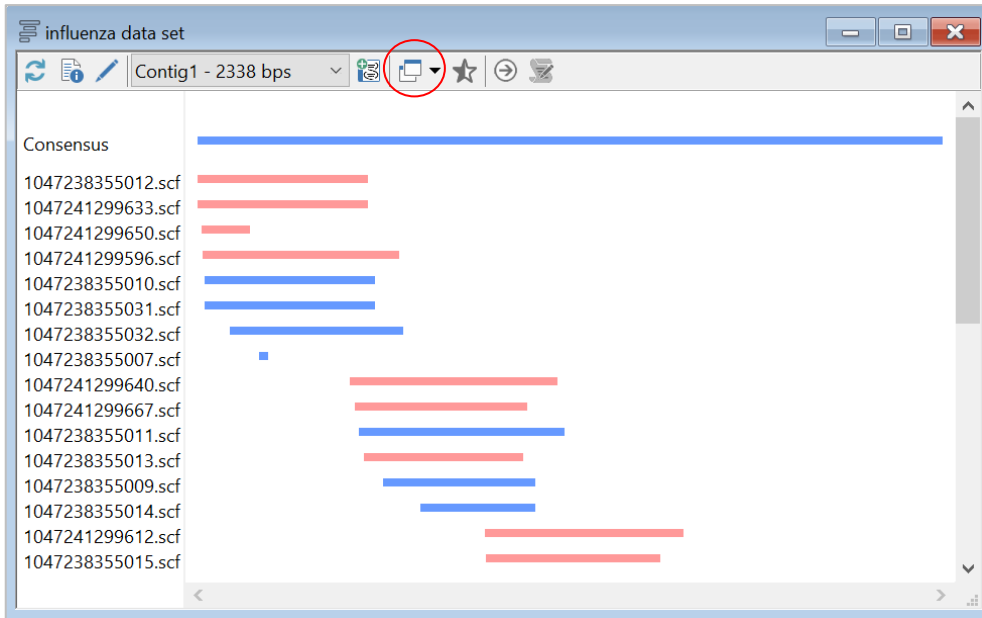 influenza data set
Contig1 - 2338 bps
Consensus
1047238355012.scf
1047241299633.scf
1047241299650.scf
1047241299596.scf
1047238355010.scf
1047238355031.scf
1047238355032.scf
1047238355007.scf
1047241299640.scf
1047241299667.scf
1047238355011.scf
1047238355013.scf
1047238355009.scf
1047238355014.scf
1047241299612.scf
1047238355015.scf